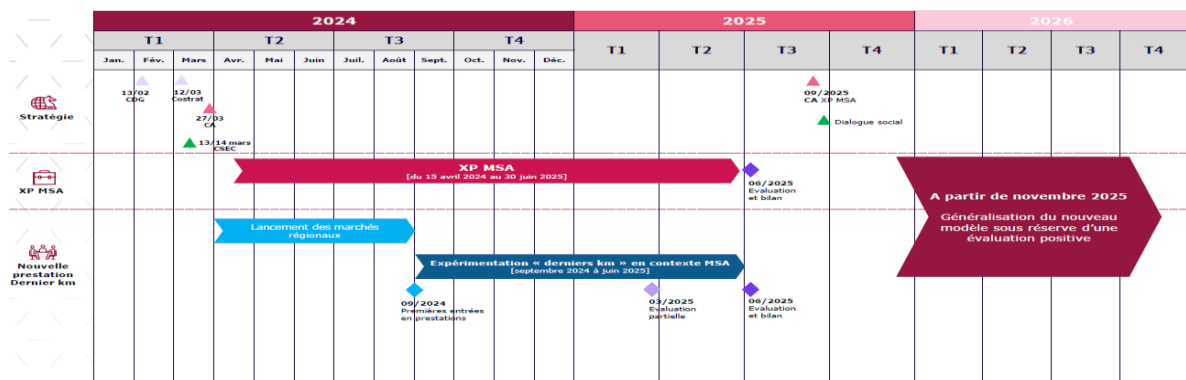 2024
2025
2026
T1
T2
T3
T4
T1
T2
T3
T4
T1
T2
T3
T4
Jan.
Fév.
Mars
Avr.
Mai
Juin
Juil.
Août
Sept.
Oct.
Nov.
Déc.
Stratégie
13/02
CDG
12/03
Costrat
27/03
CA
13/14 mars
CSEC
09/2025
CA XP MSA
Dialogue social
XP MSA
XP MSA
[du 15 avril 2024 au 30 juin 2025]
06/2025
Evaluation
et bilan
A partir de novembre 2025
Généralisation du nouveau
modèle sous réserve d'une
évaluation positive
Nouvelle
prestation
Dernier km
Lancement des marchés
régionaux
Expérimentation « derniers km » en contexte MSA
[septembre 2024 à juin 2025]
09/2024
Premières entrées
en prestations
03/2025
Evaluation
partielle
06/2025
Evaluation
et bilan